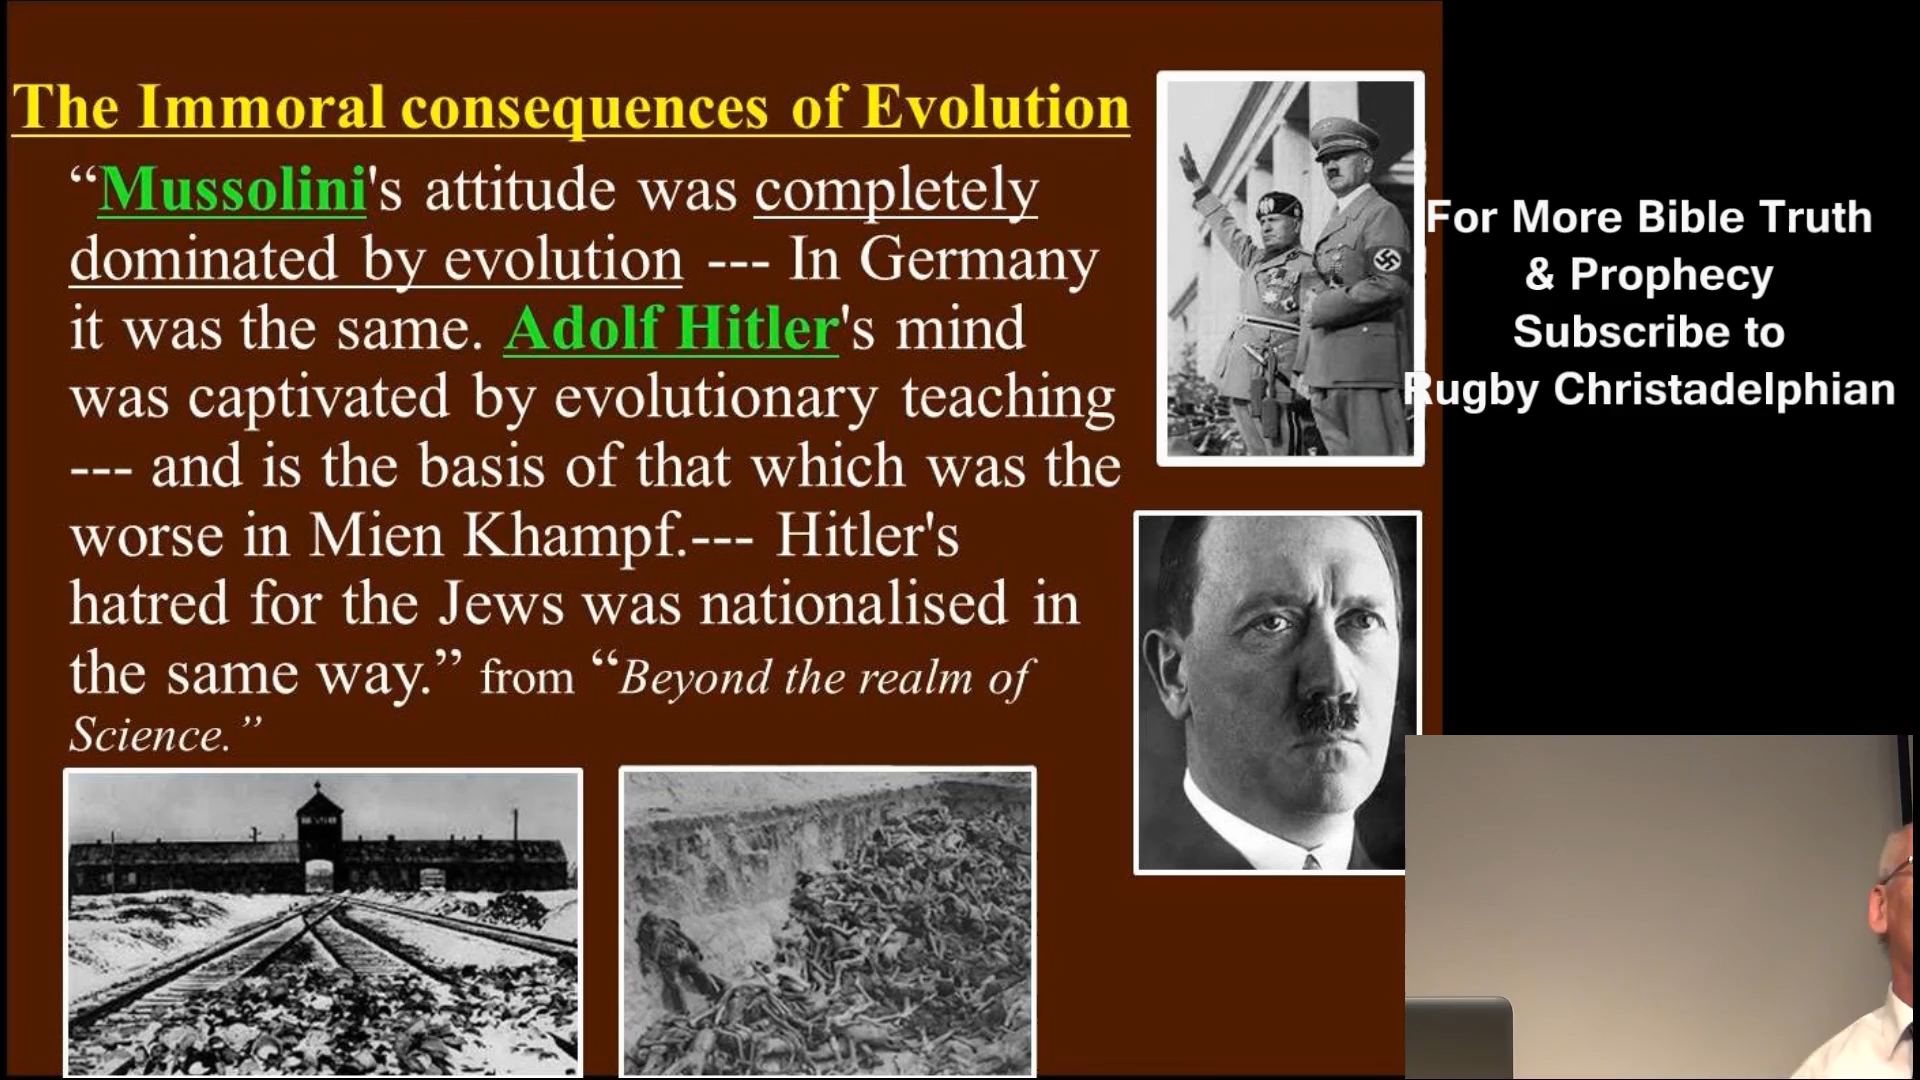 The Immoral consequences of Evolution
“Mussolini's attitude was completely
dominated by evolution --- In Germany
it was the same. Adolf Hitler's mind
was captivated by evolutionary teaching
--- and is the basis of that which was the
worse in Mien Khampf.--- Hitler's
hatred for the Jews was nationalised in
the same way.” from “Beyond the realm of
Science.”
For More Bible Truth
& Prophecy
Subscribe to
Rugby Christadelphian